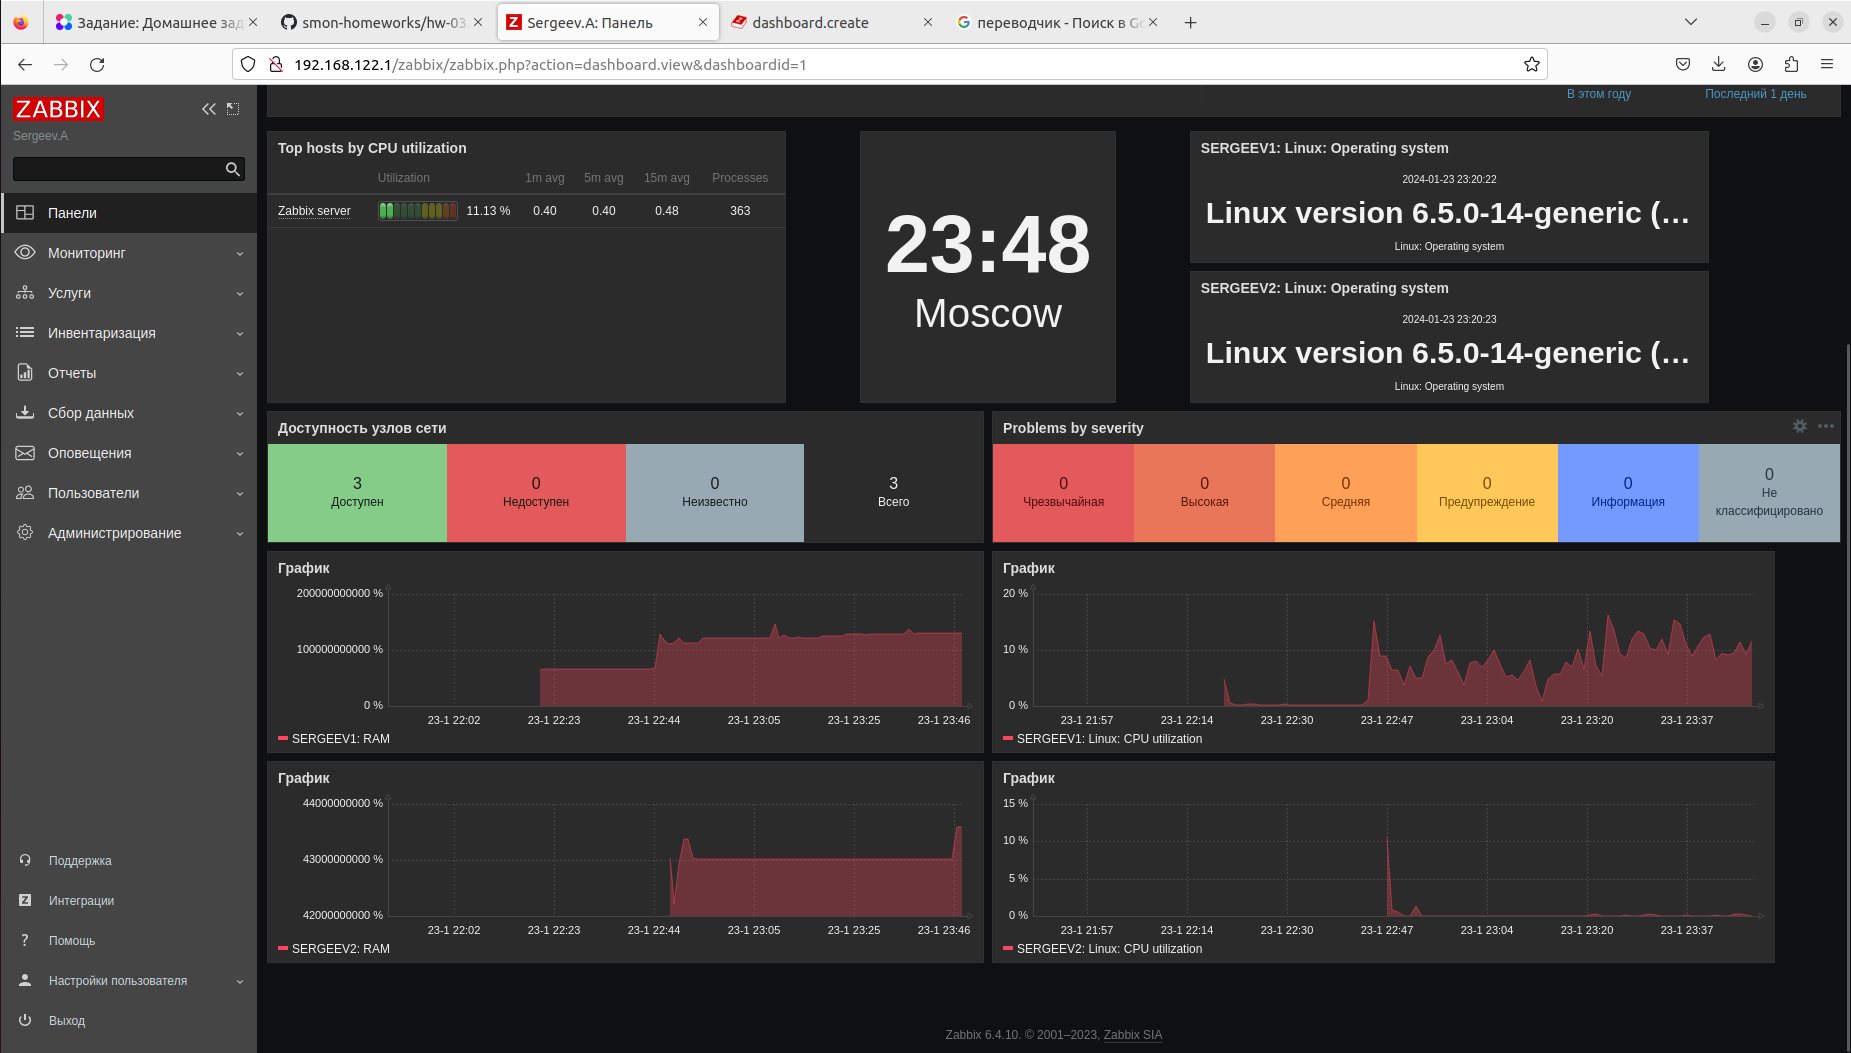 Задание: Домашнее зад
smon-homeworks/hw-03
Sergeev.A: Панель
dashboard.create
переводчик - Поиск в Go
192.168.122.1/zabbix/zabbix.php?action=dashboard.view&dashboardid=1
ZABBIX
Sergeev.A
Панели
Мониторинг
Услуги
Инвентаризация
Отчеты
Сбор данных
Оповещения
Пользователи
Администрирование
Поддержка
Интеграции
Помощь
Настройки пользователя
Выход
В этом году
Последний 1 день
Top hosts by CPU utilization
Utilization 1m avg 5m avg 15m avg Processes
Zabbix server 11.13 % 0.40 0.40 0.48 363
23:48
Moscow
SERGEEV1: Linux: Operating system
2024-01-23 23:20:22
Linux version 6.5.0-14-generic (…
Linux: Operating system
SERGEEV2: Linux: Operating system
2024-01-23 23:20:23
Linux version 6.5.0-14-generic (…
Linux: Operating system
Доступность узлов сети
3
Доступен
0
Недоступен
0
Неизвестно
3
Всего
Problems by severity
0
Чрезвычайная
0
Высокая
0
Средняя
0
Предупреждение
0
Информация
0
Не
классифицировано
График
200000000000 %
100000000000 %
0 %
23-1 22:02 23-1 22:23 23-1 22:44 23-1 23:05 23-1 23:25 23-1 23:46
SERGEEV1: RAM
График
20 %
10 %
0 %
23-1 21:57 23-1 22:14 23-1 22:30 23-1 22:47 23-1 23:04 23-1 23:20 23-1 23:37
SERGEEV1: Linux: CPU utilization
График
44000000000 %
43000000000 %
42000000000 %
23-1 22:02 23-1 22:23 23-1 22:44 23-1 23:05 23-1 23:25 23-1 23:46
SERGEEV2: RAM
График
15 %
10 %
5 %
0 %
23-1 21:57 23-1 22:14 23-1 22:30 23-1 22:47 23-1 23:04 23-1 23:20 23-1 23:37
SERGEEV2: Linux: CPU utilization
Zabbix 6.4.10. © 2001–2023, Zabbix SIA